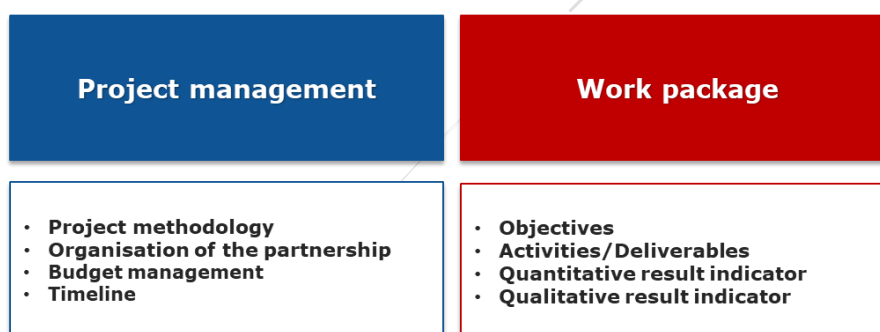 Project management
• Project methodology
• Organisation of the partnership
• Budget management
• Timeline
Work package
• Objectives
• Activities/Deliverables
• Quantitative result indicator
• Qualitative result indicator